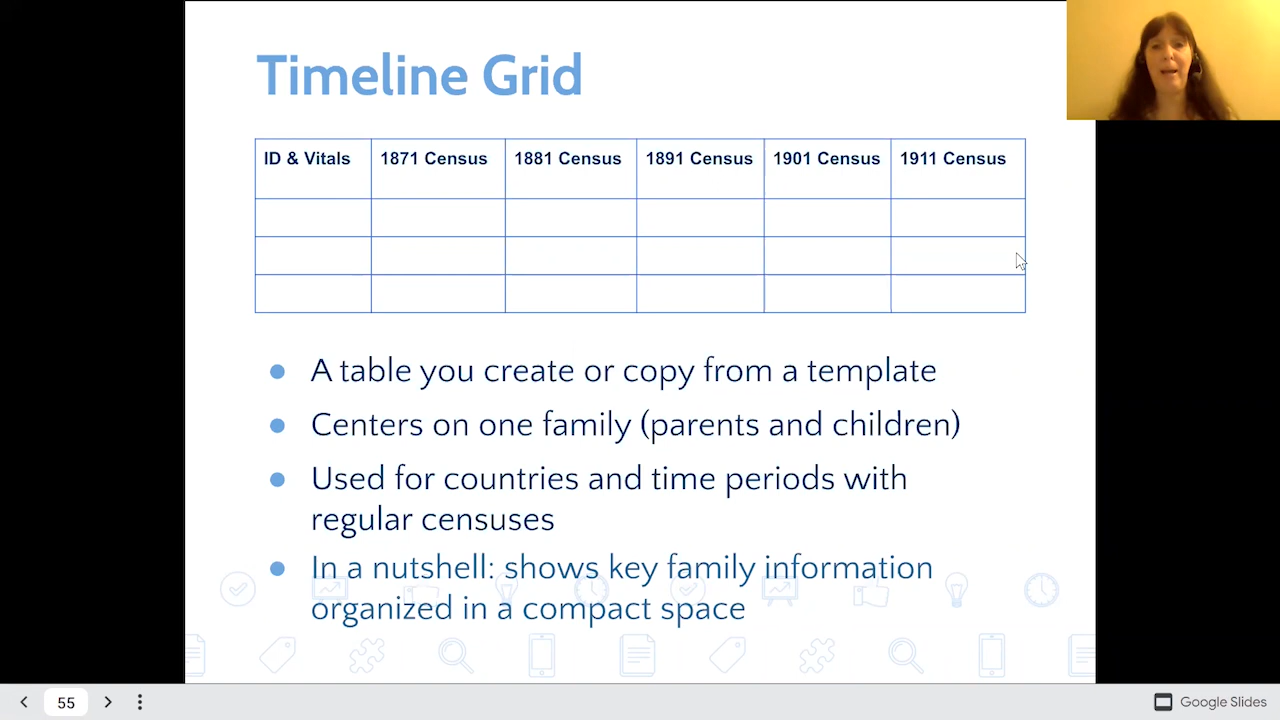 Timeline Grid
ID & Vitals 1871 Census 1881 Census 1891 Census 1901 Census 1911 Census
A table you create or copy from a template
Centers on one family (parents and children)
Used for countries and time periods with
regular censuses
In a nutshell: shows key family information
organized in a compact space
55
Google Slides